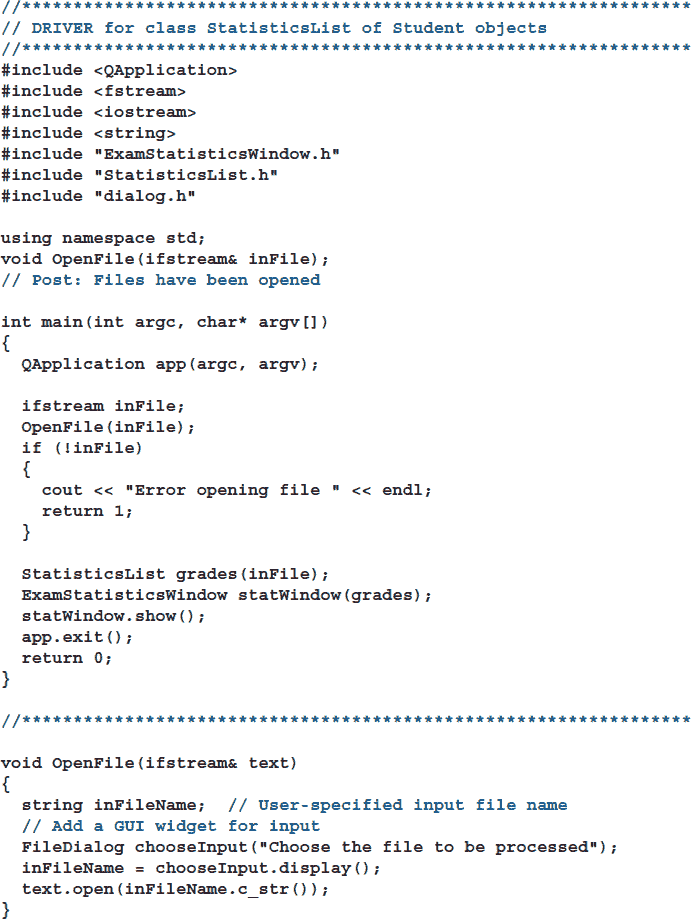 //*****************************************************************
// DRIVER for class StatisticsList of Student objects
//*****************************************************************
#include <QApplication>
#include <fstream>
#include <iostream>
#include <string>
#include "ExamStatisticsWindow.h"
#include "StatisticsList.h"
#include "dialog.h"

using namespace std;
void OpenFile(ifstream& inFile);
// Post: Files have been opened

int main(int argc, char* argv[])
{
  QApplication app(argc, argv);

  ifstream inFile;
  OpenFile(inFile);
  if (!inFile)
  {
    cout << "Error opening file " << endl;
    return 1;
  }

  StatisticsList grades(inFile);
  ExamStatisticsWindow statWindow(grades);
  statWindow.show();
  app.exit();
  return 0;
}

//*****************************************************************

void OpenFile(ifstream& text)
{
  string inFileName;  // User-specified input file name
  // Add a GUI widget for input
  FileDialog chooseInput("Choose the file to be processed");
  inFileName = chooseInput.display();
  text.open(inFileName.c_str());
}